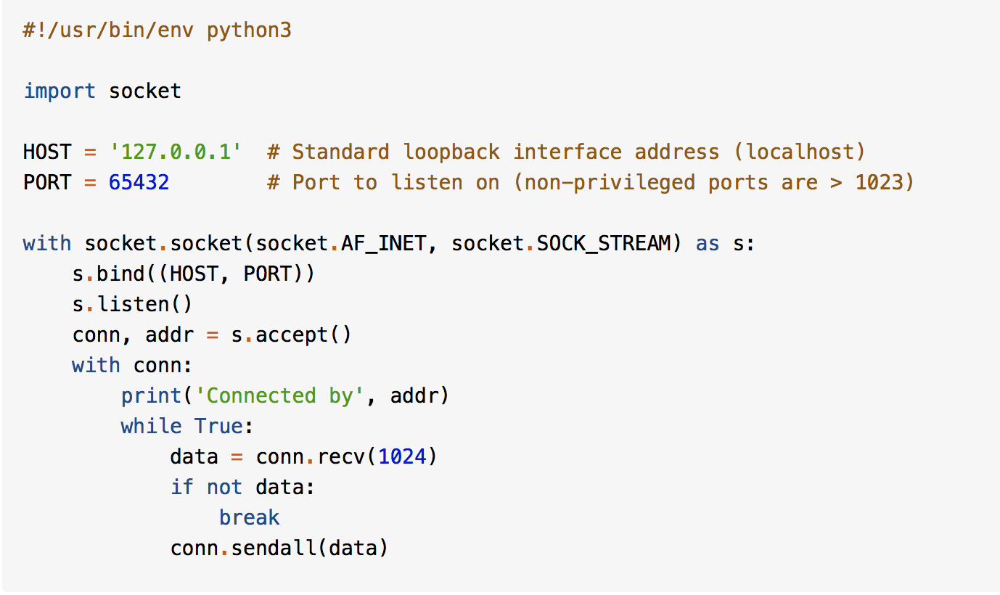 #!/usr/bin/env python3
import socket
HOST = '127.0.0.1'  # Standard loopback interface address (localhost)
PORT = 65432        # Port to listen on (non-privileged ports are > 1023)
with socket.socket(socket.AF_INET, socket.SOCK_STREAM) as s:
    s.bind((HOST, PORT))
    s.listen()
    conn, addr = s.accept()
    with conn:
        print('Connected by', addr)
        while True:
            data = conn.recv(1024)
            if not data:
                break
            conn.sendall(data)